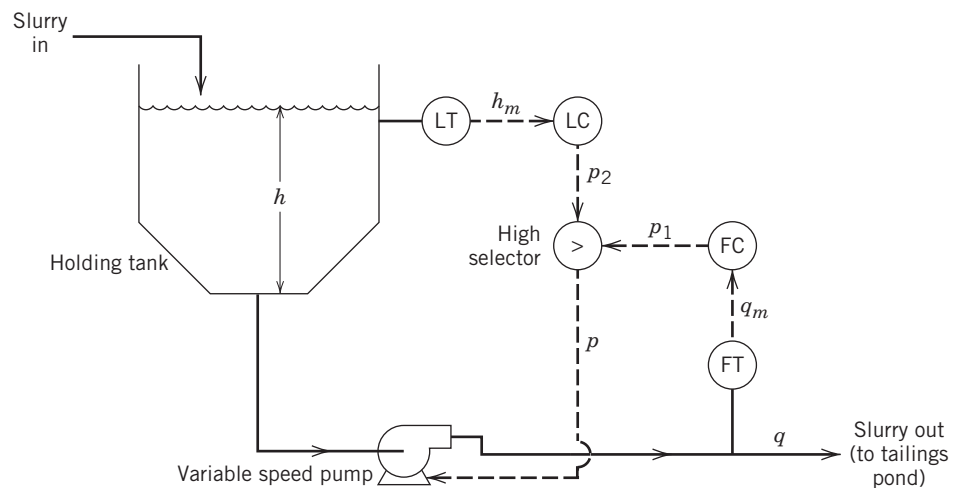 Slurry
in
LT
h_m
LC
p_2
h
High
selector
>
p_1
FC
Holding tank
q_m
p
FT
q
Slurry out
(to tailings
pond)
Variable speed pump